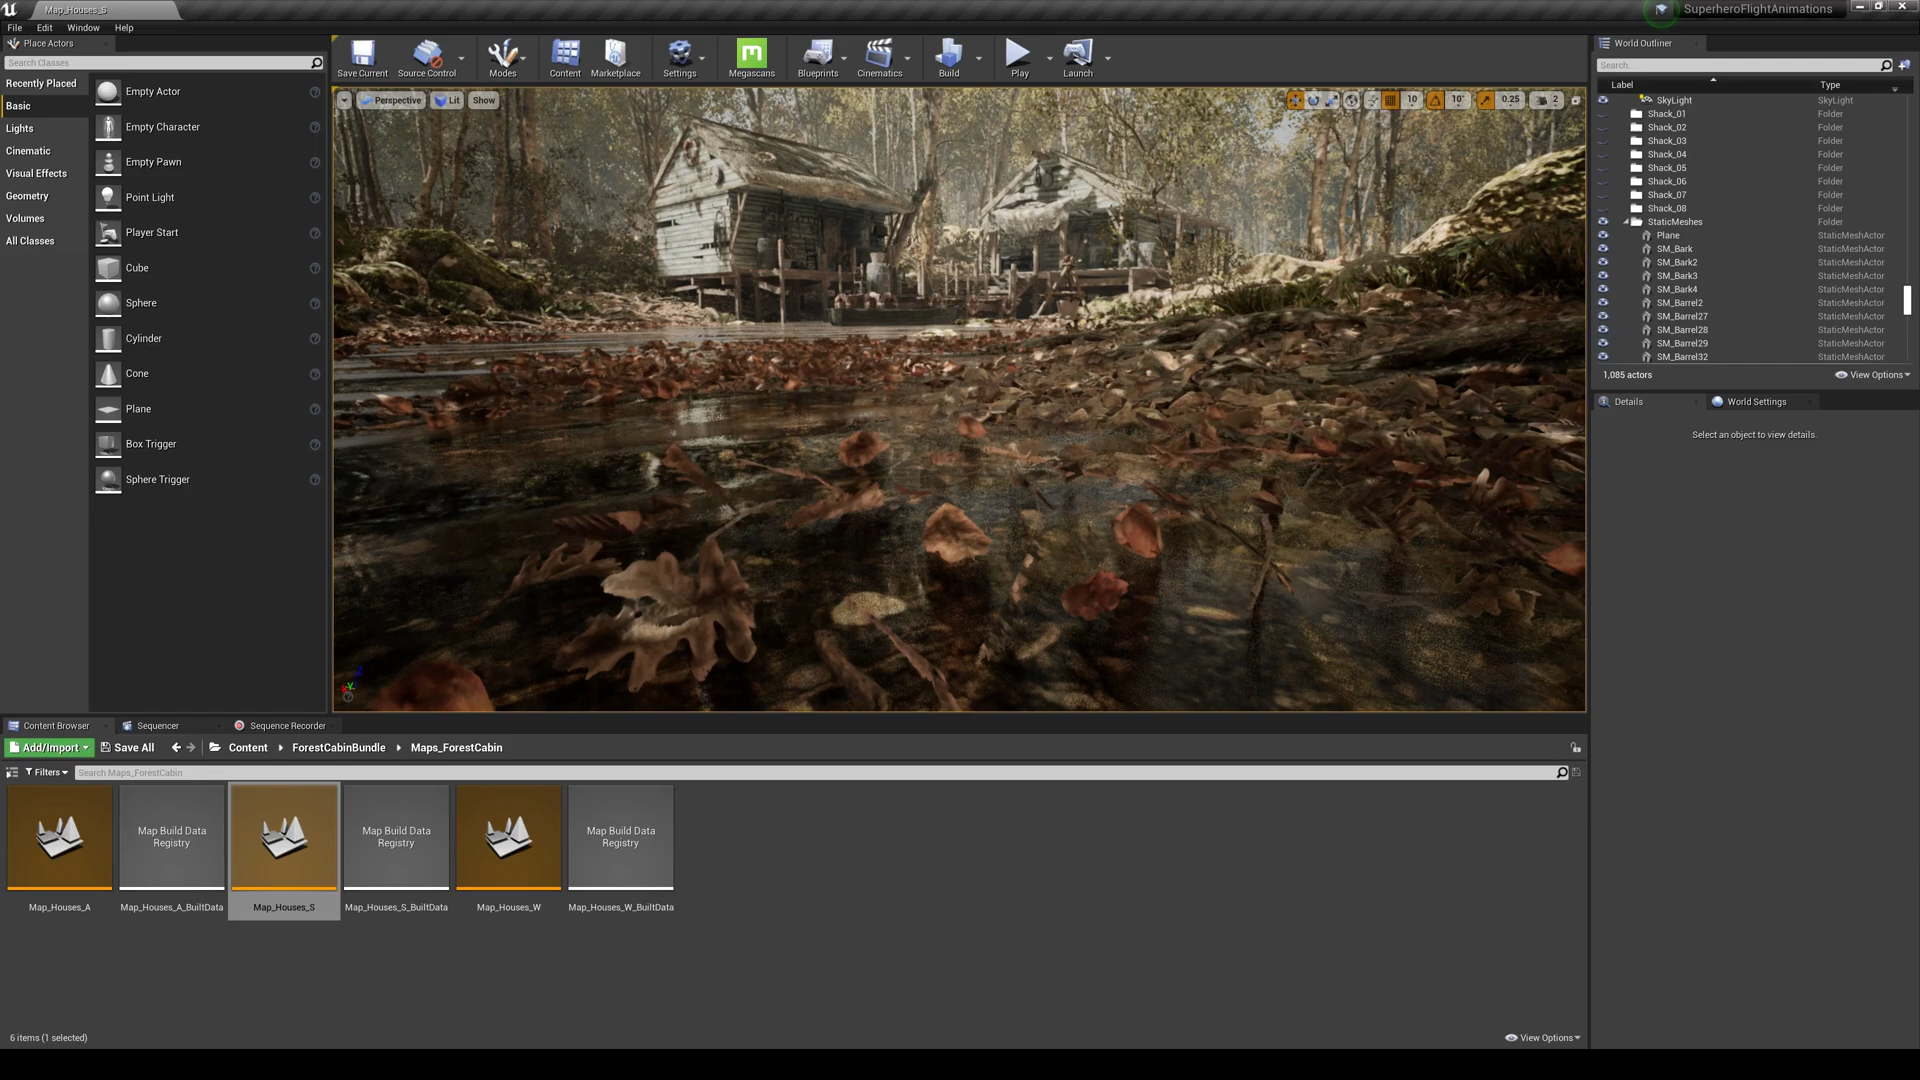 Map_Houses_S
SuperheroFlightAnimations
File Edit Window Help
Place Actors
Search Classes
Recently Placed
Basic
Lights
Cinematic
Visual Effects
Geometry
Volumes
All Classes
Empty Actor
Empty Character
Empty Pawn
Point Light
Player Start
Cube
Sphere
Cylinder
Cone
Plane
Box Trigger
Sphere Trigger
Save Current
Source Control
Modes
Content
Marketplace
Settings
Megascans
Blueprints
Cinematics
Build
Play
Launch
Perspective Lit Show
10 10° 0.25 2
World Outliner
Search...
Label Type
SkyLight SkyLight
Shack_01 Folder
Shack_02 Folder
Shack_03 Folder
Shack_04 Folder
Shack_05 Folder
Shack_06 Folder
Shack_07 Folder
Shack_08 Folder
StaticMeshes Folder
Plane StaticMeshActor
SM_Bark StaticMeshActor
SM_Bark2 StaticMeshActor
SM_Bark3 StaticMeshActor
SM_Bark4 StaticMeshActor
SM_Barrel2 StaticMeshActor
SM_Barrel27 StaticMeshActor
SM_Barrel28 StaticMeshActor
SM_Barrel29 StaticMeshActor
SM_Barrel32 StaticMeshActor
1,085 actors View Options
Details World Settings
Select an object to view details.
Content Browser Sequencer Sequence Recorder
Add/Import Save All Content ForestCabinBundle Maps_ForestCabin
Filters Search Maps_ForestCabin
Map Build Data
Registry
Map Build Data
Registry
Map Build Data
Registry
Map_Houses_A Map_Houses_A_BuiltData Map_Houses_S Map_Houses_S_BuiltData Map_Houses_W Map_Houses_W_BuiltData
6 items (1 selected) View Options